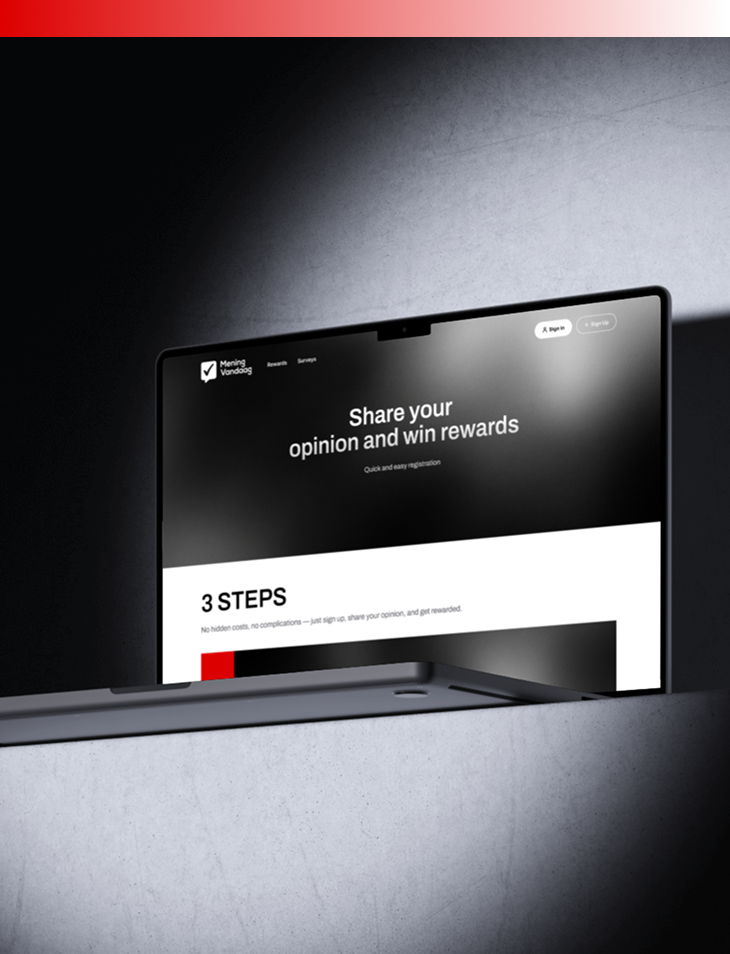 Mening
Vandaag
Rewards
Surveys
Sign in
Sign Up
Share your
opinion and win rewards
Quick and easy registration
3 STEPS
No hidden costs, no complications — just sign up, share your opinion, and get rewarded.